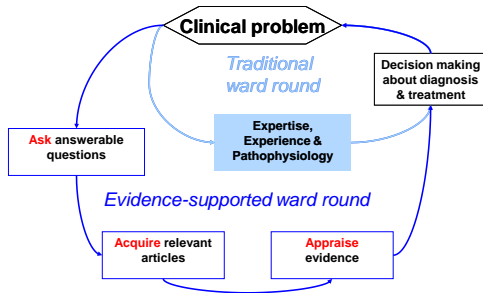 Clinical problem
Traditional
ward round
Decision making
about diagnosis
& treatment
Expertise,
Experience &
Pathophysiology
Ask answerable
questions
Evidence-supported ward round
Acquire relevant
articles
Appraise
evidence